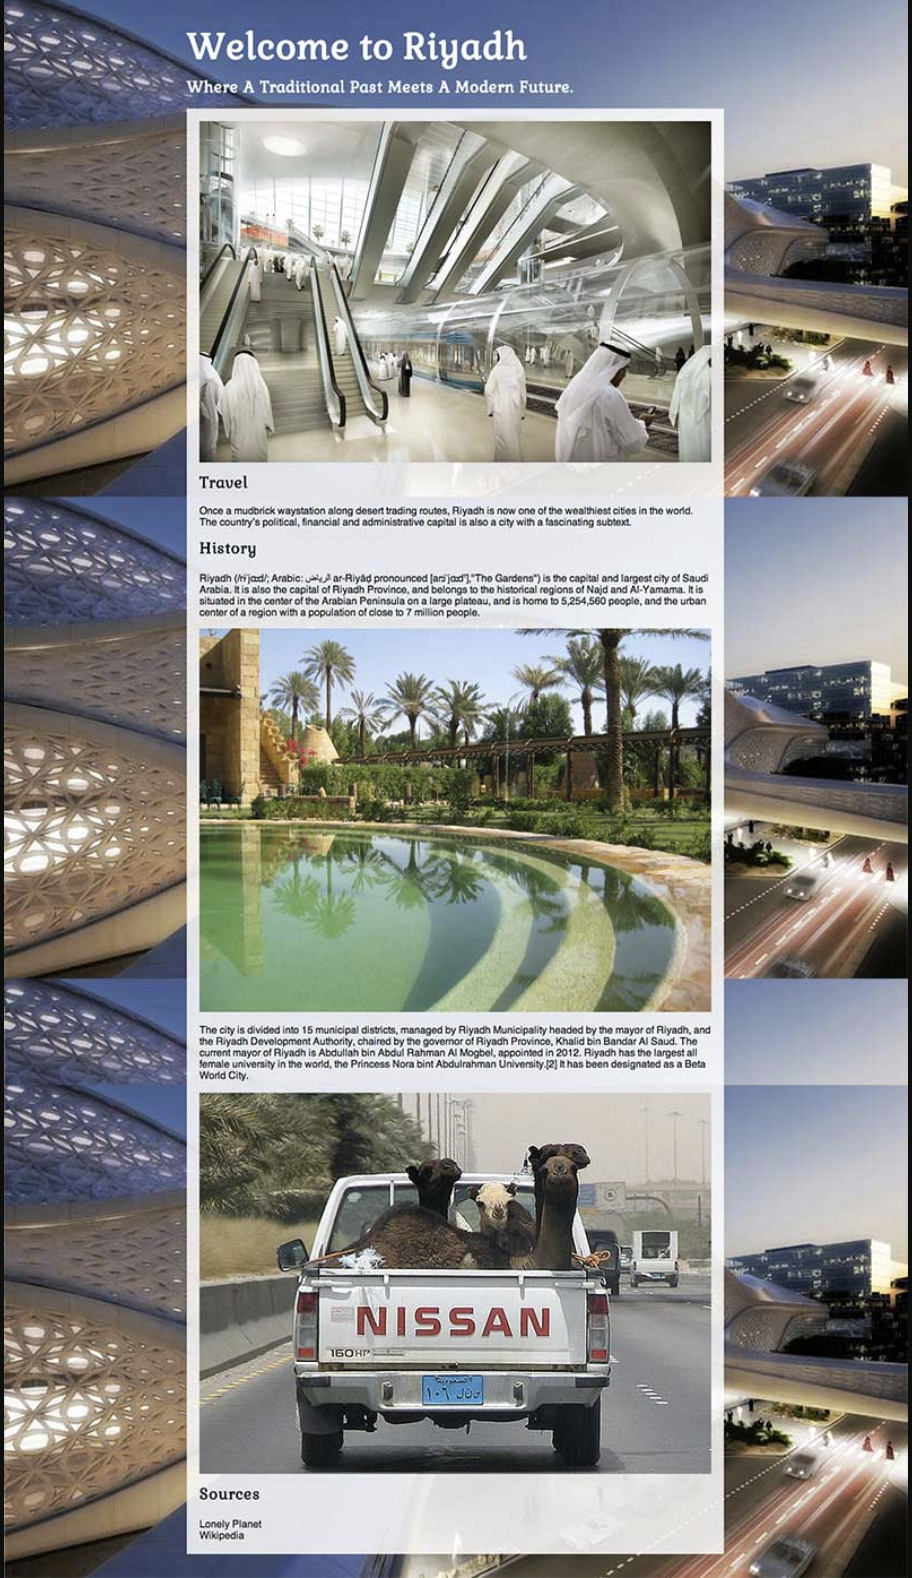 Welcome to Riyadh
Where A Traditional Past Meets A Modern Future.
Travel
Once a mudbrick waystation along desert trading routes, Riyadh is now one of the wealthiest cities in the world.
The country's political, financial and administrative capital is also a city with a fascinating subtext.
History
Riyadh (/riˈjɑːd/; Arabic: الرياض ar-Riyāḍ pronounced [ariˈjɑːdˤ],"The Gardens") is the capital and largest city of Saudi
Arabia. It is also the capital of Riyadh Province, and belongs to the historical regions of Najd and Al-Yamama. It is
situated in the center of the Arabian Peninsula on a large plateau, and is home to 5,254,560 people, and the urban
center of a region with a population of close to 7 million people.
The city is divided into 15 municipal districts, managed by Riyadh Municipality headed by the mayor of Riyadh, and
the Riyadh Development Authority, chaired by the governor of Riyadh Province, Khalid bin Bandar Al Saud. The
current mayor of Riyadh is Abdullah bin Abdul Rahman Al Mogbel, appointed in 2012. Riyadh has the largest all
female university in the world, the Princess Nora bint Abdulrahman University.[2] It has been designated as a Beta
World City.
NISSAN
160HP
السعودية
١٠٦
Sources
Lonely Planet
Wikipedia